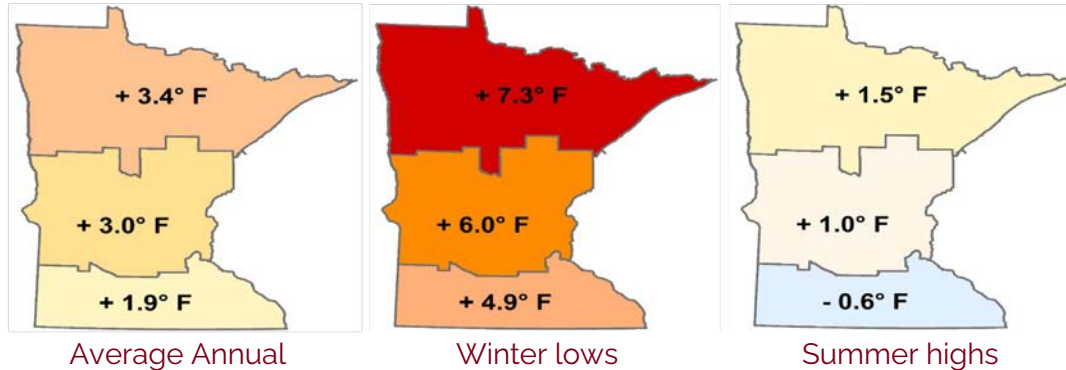 + 3.4° F
+ 3.0° F
+ 1.9° F
Average Annual
+ 7.3° F
+ 6.0° F
+ 4.9° F
Winter lows
+ 1.5° F
+ 1.0° F
- 0.6° F
Summer highs